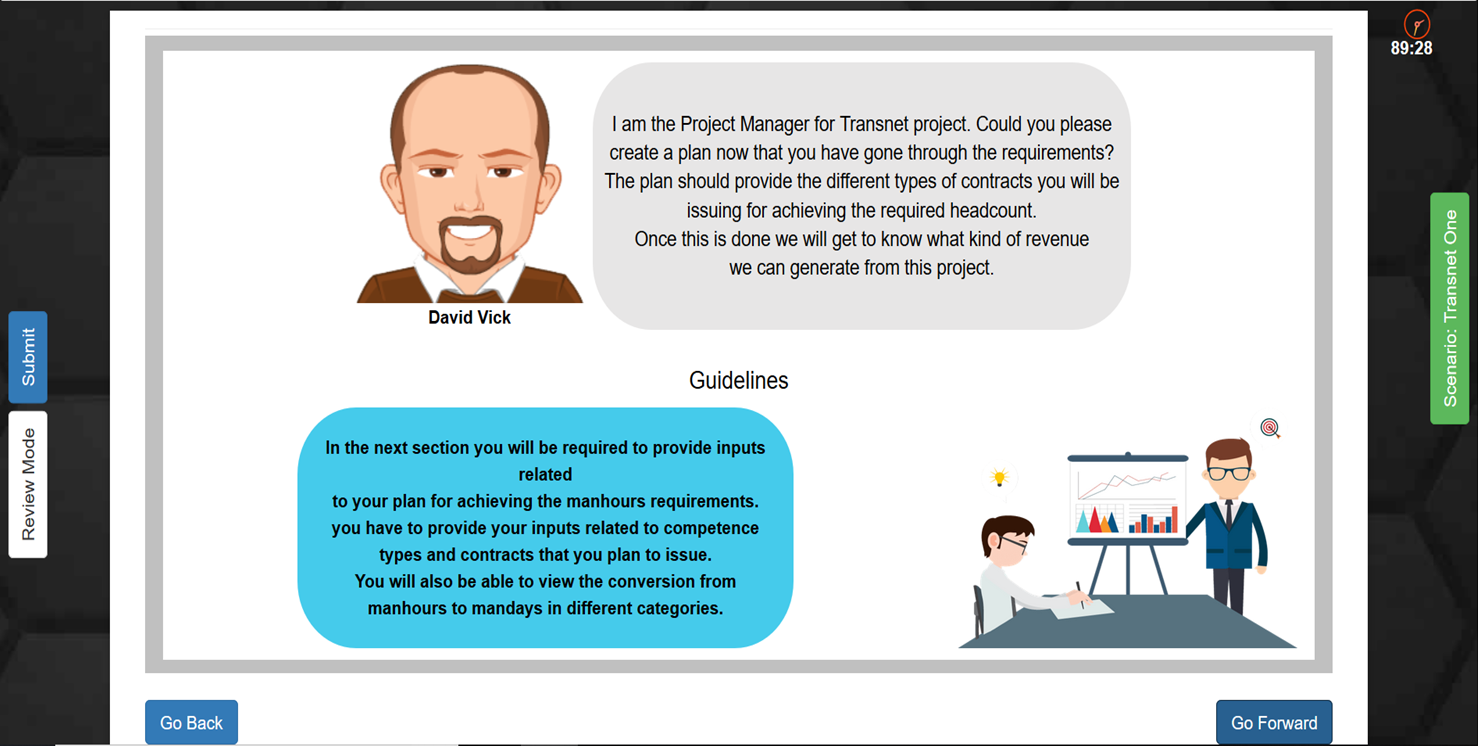 89:28
I am the Project Manager for Transnet project. Could you please
create a plan now that you have gone through the requirements?
The plan should provide the different types of contracts you will be
issuing for achieving the required headcount.
Once this is done we will get to know what kind of revenue
we can generate from this project.
David Vick
Guidelines
In the next section you will be required to provide inputs
related
to your plan for achieving the manhours requirements.
you have to provide your inputs related to competence
types and contracts that you plan to issue.
You will also be able to view the conversion from
manhours to mandays in different categories.
Submit
Review Mode
Scenario: Transnet One
Go Back
Go Forward